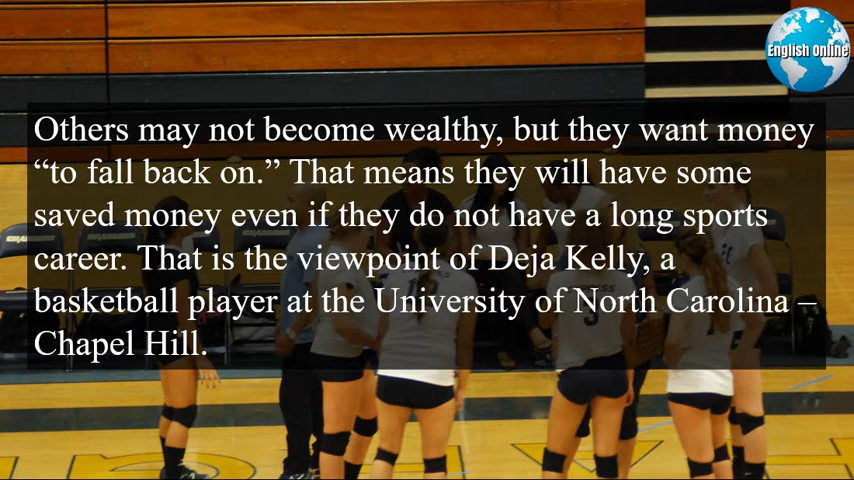 English Online
Others may not become wealthy, but they want money
“to fall back on.” That means they will have some
saved money even if they do not have a long sports
career. That is the viewpoint of Deja Kelly, a
basketball player at the University of North Carolina –
Chapel Hill.